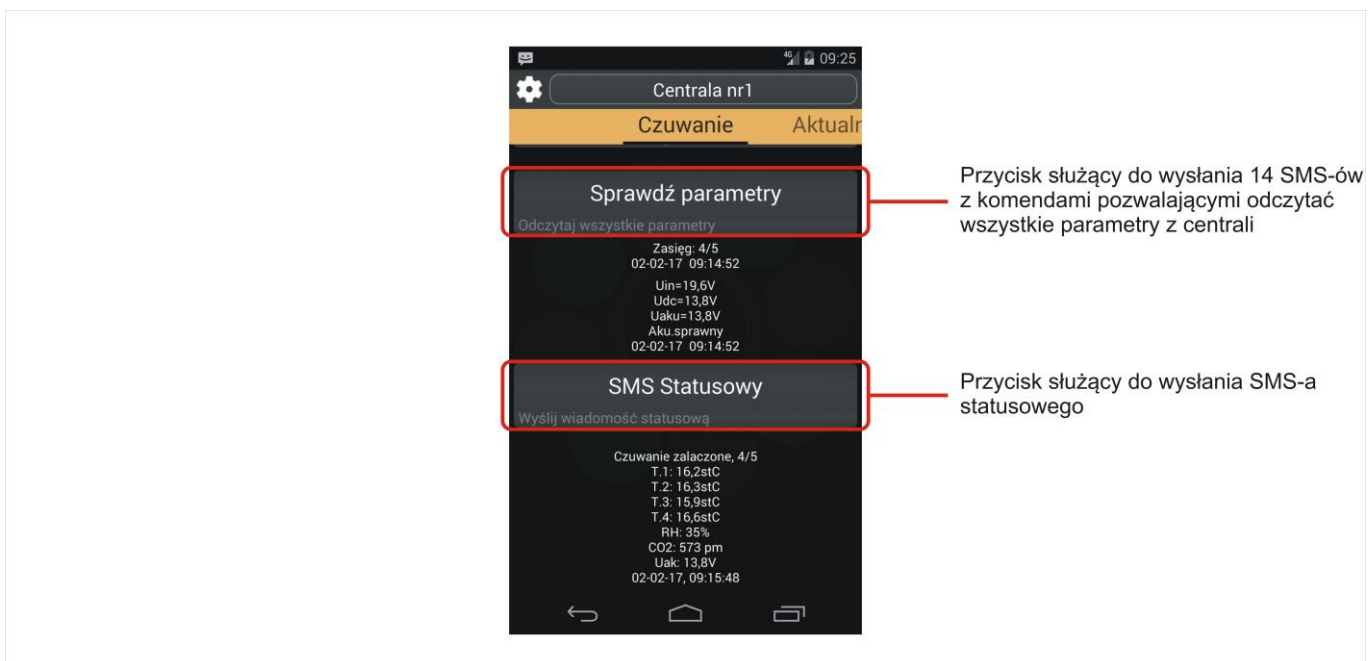 4G 09:25
Centrala nr1
Czuwanie Aktualr
Sprawdź parametry
Odczytaj wszystkie parametry
Zasięg: 4/5
02-02-17 09:14:52
Uin=19,6V
Udc=13,8V
Uaku=13,8V
Aku.sprawny
02-02-17 09:14:52
SMS Statusowy
Wyślij wiadomość statusową
Czuwanie zalaczone, 4/5
T.1: 16,2stC
T.2: 16,3stC
T.3: 15,9stC
T.4: 16,6stC
RH: 35%
CO2: 573 pm
Uak: 13,8V
02-02-17, 09:15:48
Przycisk służący do wysłania 14 SMS-ów
z komendami pozwalającymi odczytać
wszystkie parametry z centrali
Przycisk służący do wysłania SMS-a
statusowego